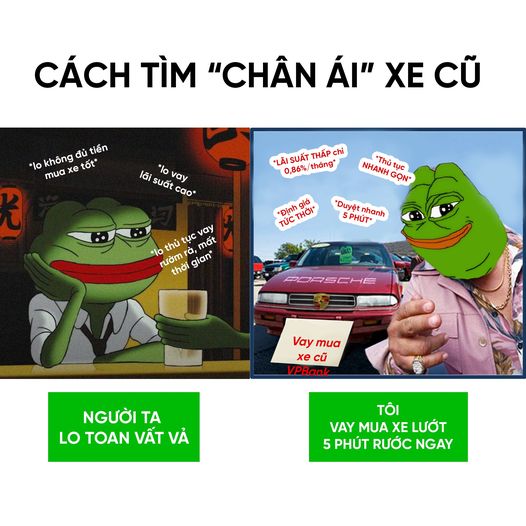 CÁCH TÌM “CHÂN ÁI” XE CŨ
*lo không đủ tiền
mua xe tốt*
*lo vay
lãi suất cao*
*lo thủ tục vay
rườm rà, mất
thời gian*
*LÃI SUẤT THẤP chỉ
0,86%/tháng*
*Thủ tục
NHANH GỌN*
*Định giá
TỨC THỜI*
*Duyệt nhanh
5 PHÚT*
PORSCHE
Vay mua
xe cũ
VPBank
NGƯỜI TA
LO TOAN VẤT VẢ
TÔI
VAY MUA XE LƯỚT
5 PHÚT RƯỚC NGAY